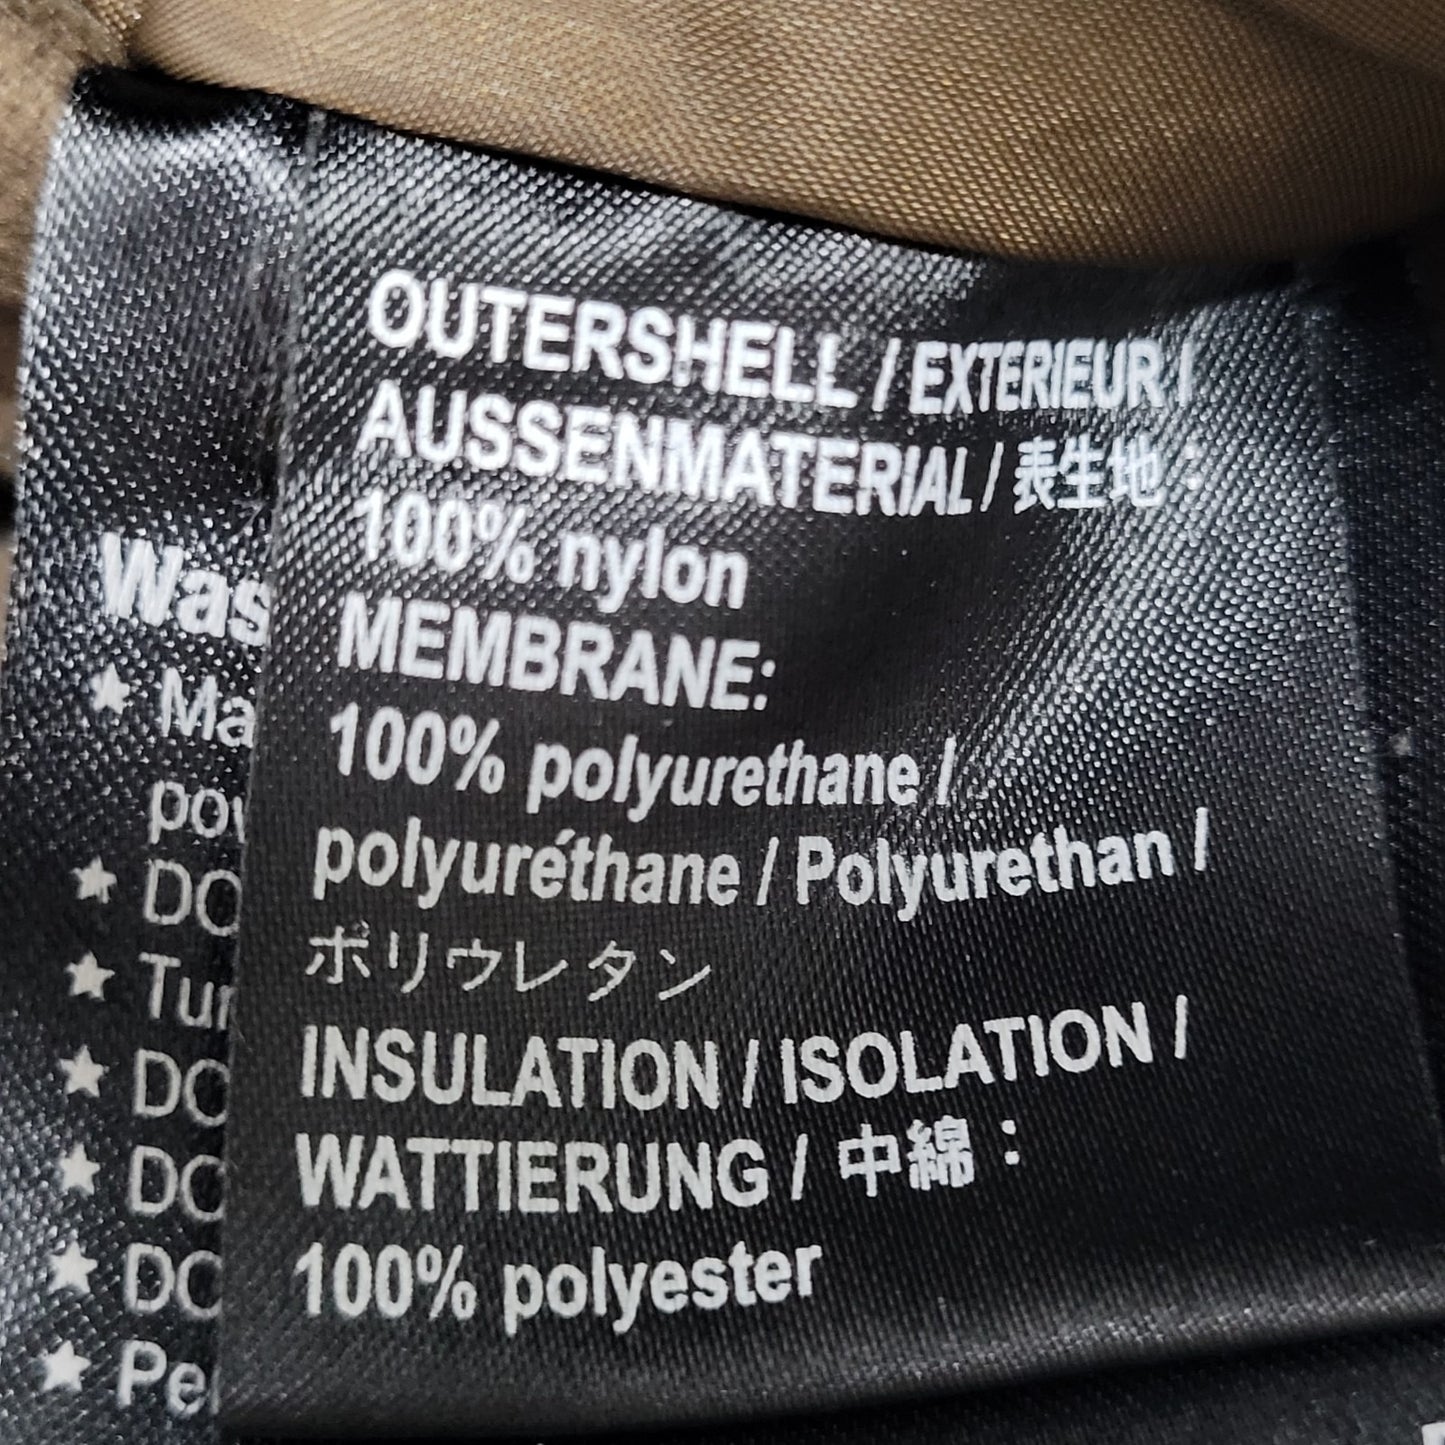 OUTERSHELL / EXTERIEUR /
AUSSENMATERIAL / 表生地：
100% nylon
MEMBRANE:
100% polyurethane /
polyuréthane / Polyurethan /
ポリウレタン
INSULATION / ISOLATION /
WATTIERUNG / 中綿：
100% polyester